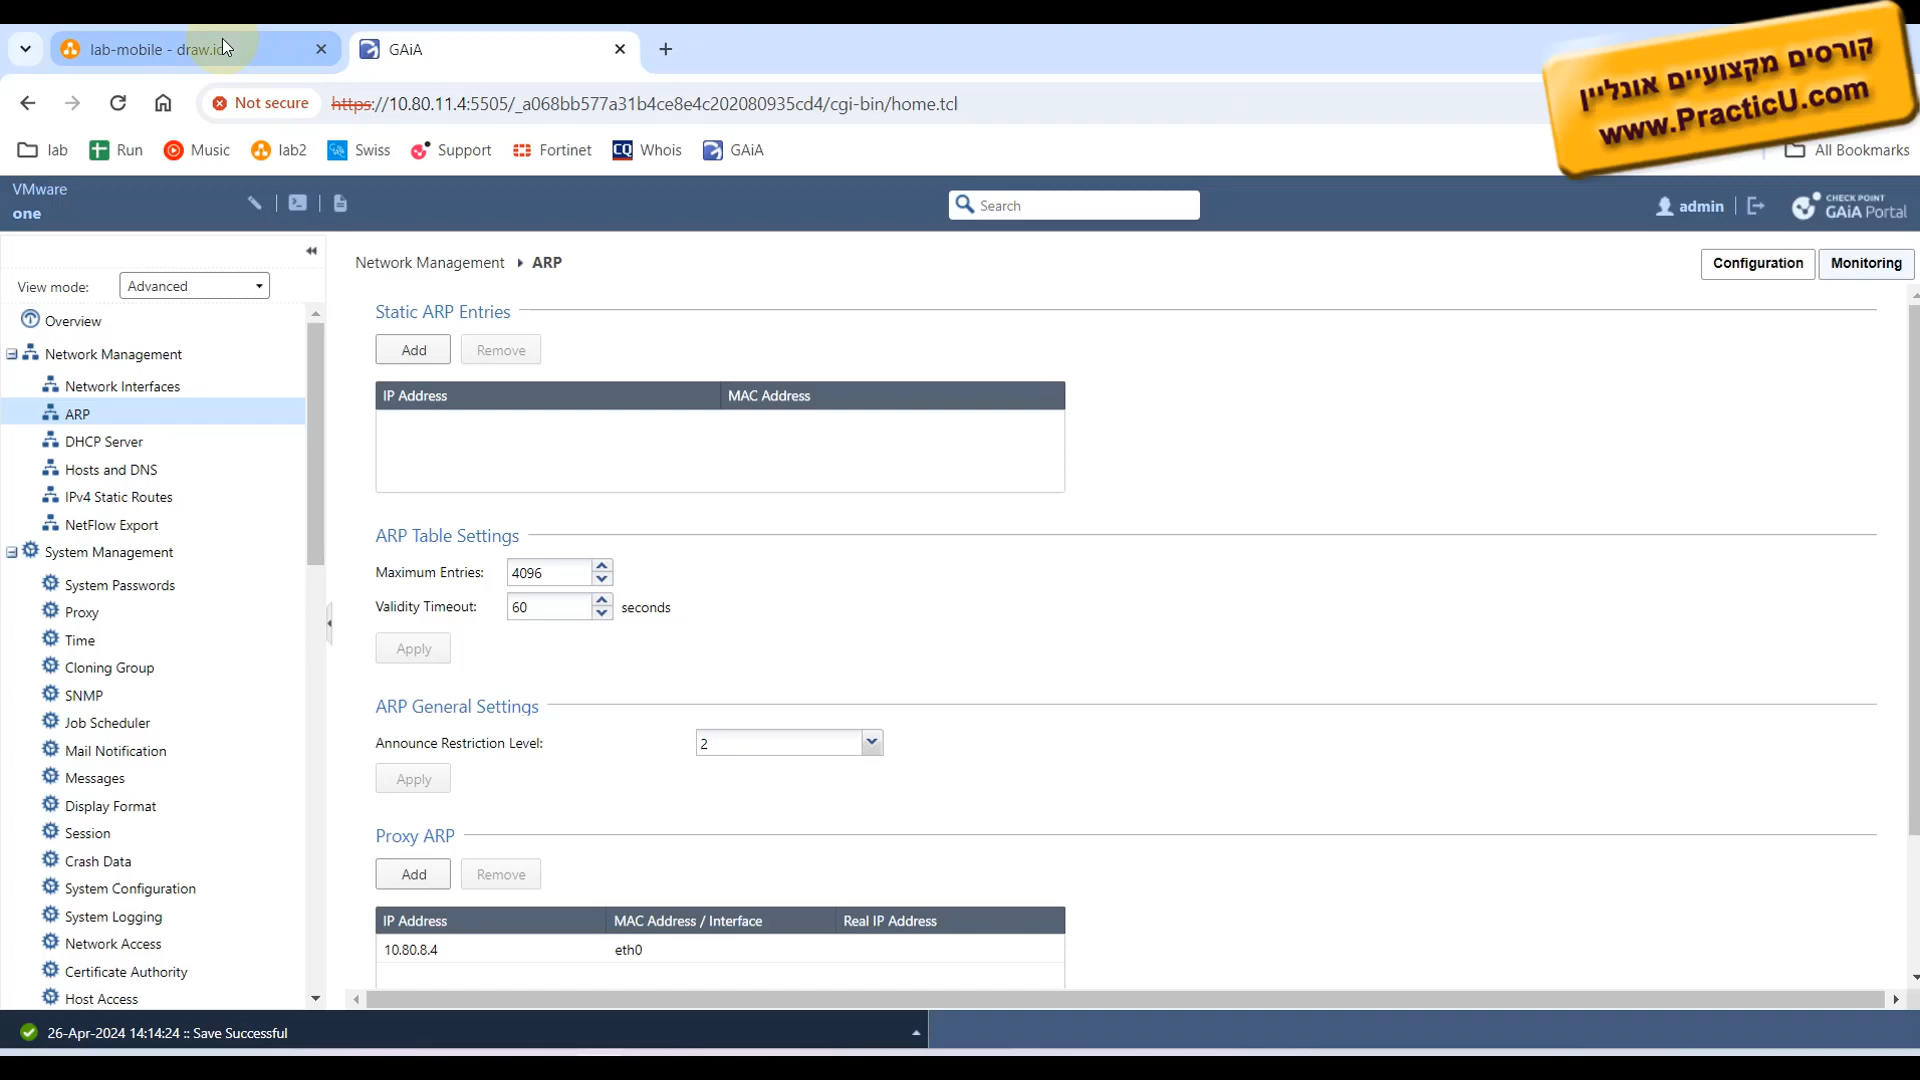 lab-mobile - draw.io
GAiA
קורסים מקצועיים אונליין
www.PracticU.com
Not secure
https://10.80.11.4:5505/_a068bb577a31b4ce8e4c202080935cd4/cgi-bin/home.tcl
lab
Run
Music
lab2
Swiss
Support
Fortinet
CQ
Whois
GAiA
All Bookmarks
VMware
one
Search
admin
CHECK POINT
GAiA Portal
View mode:
Advanced
Network Management
ARP
Configuration
Monitoring
Overview
Network Management
Network Interfaces
ARP
DHCP Server
Hosts and DNS
IPv4 Static Routes
NetFlow Export
System Management
System Passwords
Proxy
Time
Cloning Group
SNMP
Job Scheduler
Mail Notification
Messages
Display Format
Session
Crash Data
System Configuration
System Logging
Network Access
Certificate Authority
Host Access
Static ARP Entries
Add
Remove
IP Address
MAC Address
ARP Table Settings
Maximum Entries:
4096
Validity Timeout:
60
seconds
Apply
ARP General Settings
Announce Restriction Level:
2
Apply
Proxy ARP
Add
Remove
IP Address
MAC Address / Interface
Real IP Address
10.80.8.4
eth0
26-Apr-2024 14:14:24 :: Save Successful